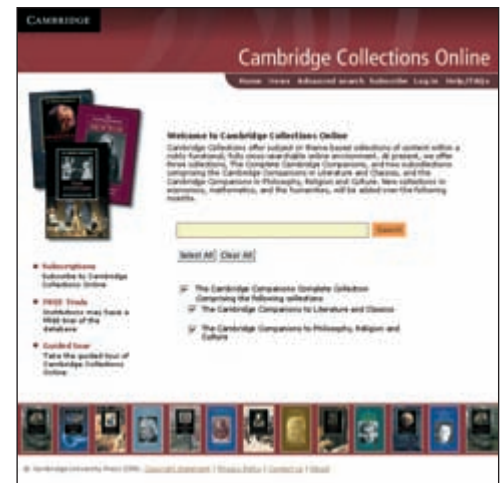 CAMBRIDGE
Cambridge Collections Online
Home News Advanced search Subscribe Log in Help/FAQs
Welcome to Cambridge Collections Online
Cambridge Collections offer subject or theme based collections of content within a
richly functional, fully cross-searchable online environment. At present, we offer
three collections, The Complete Cambridge Companions, and two subcollections
comprising the Cambridge Companions to Literature and Classics, and the
Cambridge Companions to Philosophy, Religion and Culture. New collections in
economics, mathematics, and the humanities, will be added over the following
months.
Search
Select All Clear All
The Cambridge Companions Complete Collection
Comprising the following collections
The Cambridge Companions to Literature and Classics
The Cambridge Companions to Philosophy, Religion and
Culture
Subscriptions
Subscribe to Cambridge
Collections Online
FREE Trials
Institutions may have a
FREE trial of the
database
Guided tour
Take the guided tour of
Cambridge Collections
Online
© Cambridge University Press 2006. Copyright statement | Privacy Policy | Contact us | About